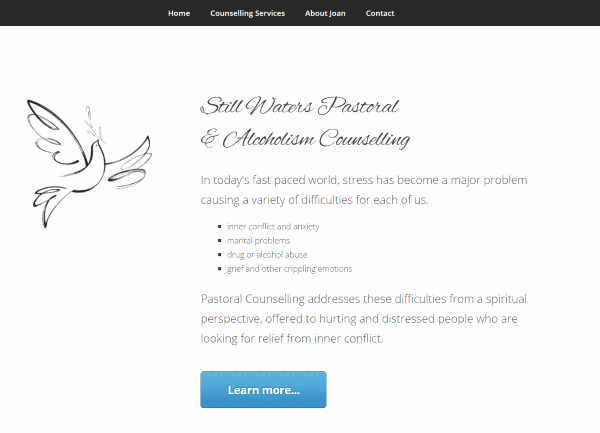 Home Counselling Services About Joan Contact
Still Waters Pastoral
& Alcoholism Counselling
In today's fast paced world, stress has become a major problem
causing a variety of difficulties for each of us.
inner conflict and anxiety
marital problems
drug or alcohol abuse
grief and other crippling emotions
Pastoral Counselling addresses these difficulties from a spiritual
perspective, offered to hurting and distressed people who are
looking for relief from inner conflict.
Learn more...